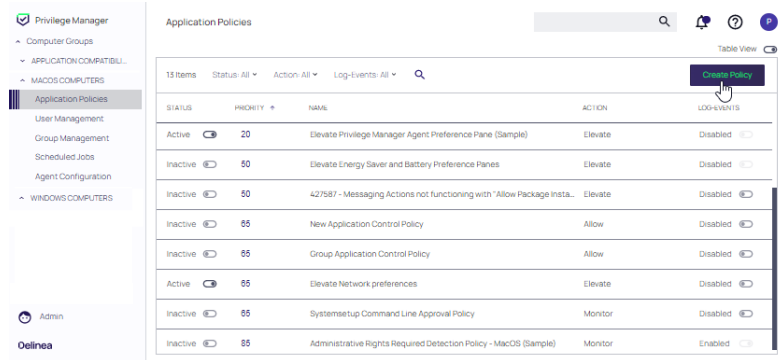 Privilege Manager
Application Policies
P
Computer Groups
Table View
APPLICATION COMPATIBILI...
MACOS COMPUTERS
13 Items Status: All Action: All Log-Events: All
Create Policy
Application Policies
User Management
Group Management
Scheduled Jobs
Agent Configuration
WINDOWS COMPUTERS
Admin
Delinea
STATUS PRIORITY NAME ACTION LOG-EVENTS
Active 20 Elevate Privilege Manager Agent Preference Pane (Sample) Elevate Disabled
Inactive 50 Elevate Energy Saver and Battery Preference Panes Elevate Disabled
Inactive 50 427587 - Messaging Actions not functioning with "Allow Package Insta... Elevate Disabled
Inactive 65 New Application Control Policy Allow Disabled
Inactive 65 Group Application Control Policy Allow Disabled
Active 65 Elevate Network preferences Elevate Disabled
Inactive 65 Systemsetup Command Line Approval Policy Monitor Disabled
Inactive 85 Administrative Rights Required Detection Policy - MacOS (Sample) Monitor Enabled